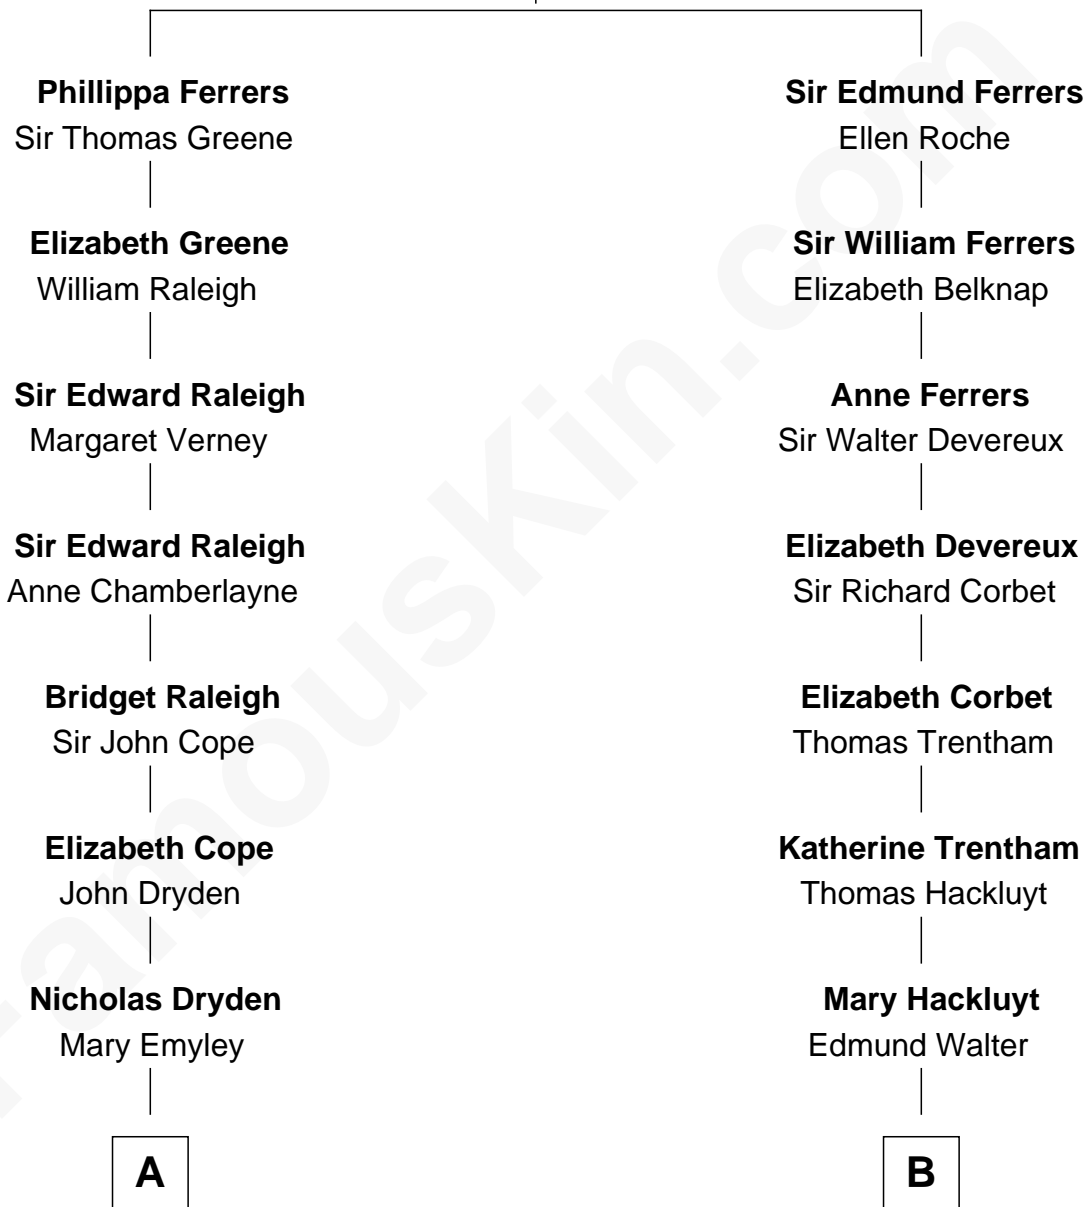 Phillippa Ferrers
Sir Thomas Greene
Elizabeth Greene
William Raleigh
Sir Edward Raleigh
Margaret Verney
Sir Edward Raleigh
Anne Chamberlayne
Bridget Raleigh
Sir John Cope
Elizabeth Cope
John Dryden
Nicholas Dryden
Mary Emyley
A
Sir Edmund Ferrers
Ellen Roche
Sir William Ferrers
Elizabeth Belknap
Anne Ferrers
Sir Walter Devereux
Elizabeth Devereux
Sir Richard Corbet
Elizabeth Corbet
Thomas Trentham
Katherine Trentham
Thomas Hackluyt
Mary Hackluyt
Edmund Walter
B
FamousKin.com